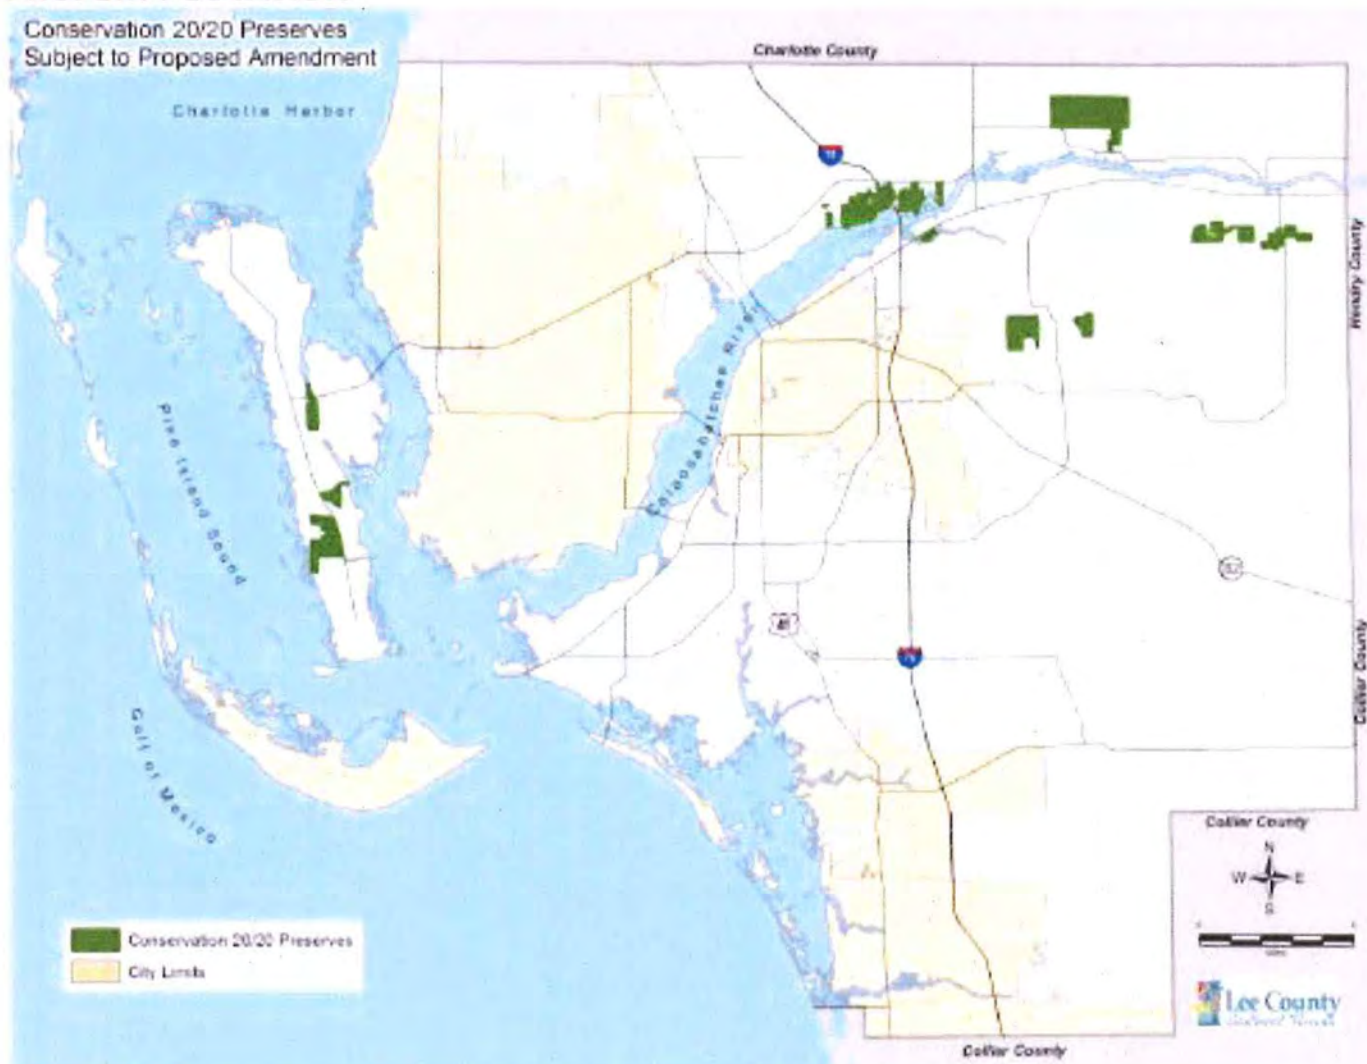 Conservation 20/20 Preserves
Subject to Proposed Amendment
Charlotte County
Charlotte Harbor
Hendry County
Pine Island Sound
Caloosahatchee River
Gulf of Mexico
Collier County
Collier County
N
W E
S
Conservation 20/20 Preserves
City Limits
Lee County
Collier County